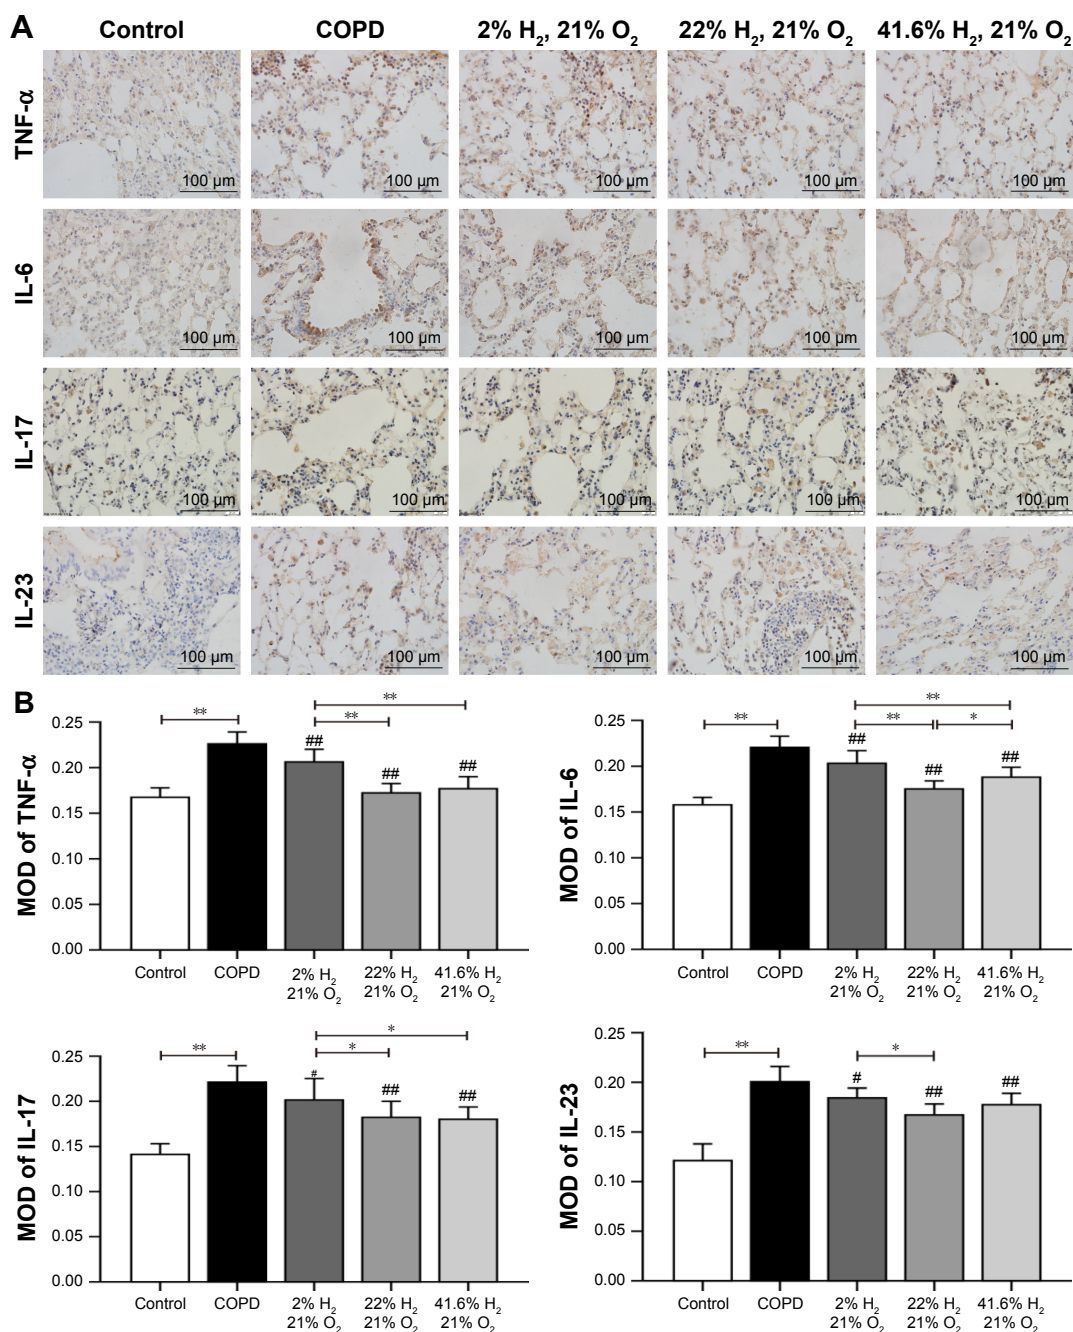 A
Control COPD 2% H2, 21% O2 22% H2, 21% O2 41.6% H2, 21% O2
TNF-α
100 µm 100 µm 100 µm 100 µm 100 µm
IL-6
100 µm 100 µm 100 µm 100 µm 100 µm
IL-17
100 µm 100 µm 100 µm 100 µm 100 µm
IL-23
100 µm 100 µm 100 µm 100 µm 100 µm
B
MOD of TNF-α
0.25
0.20
0.15
0.10
0.05
0.00
** ** **
## ## ##
Control COPD 2% H2 22% H2 41.6% H2
21% O2 21% O2 21% O2
MOD of IL-6
0.25
0.20
0.15
0.10
0.05
0.00
** ** ** *
## ## ##
Control COPD 2% H2 22% H2 41.6% H2
21% O2 21% O2 21% O2
MOD of IL-17
0.25
0.20
0.15
0.10
0.05
0.00
** * *
# ## ##
Control COPD 2% H2 22% H2 41.6% H2
21% O2 21% O2 21% O2
MOD of IL-23
0.25
0.20
0.15
0.10
0.05
0.00
** *
# ## ##
Control COPD 2% H2 22% H2 41.6% H2
21% O2 21% O2 21% O2